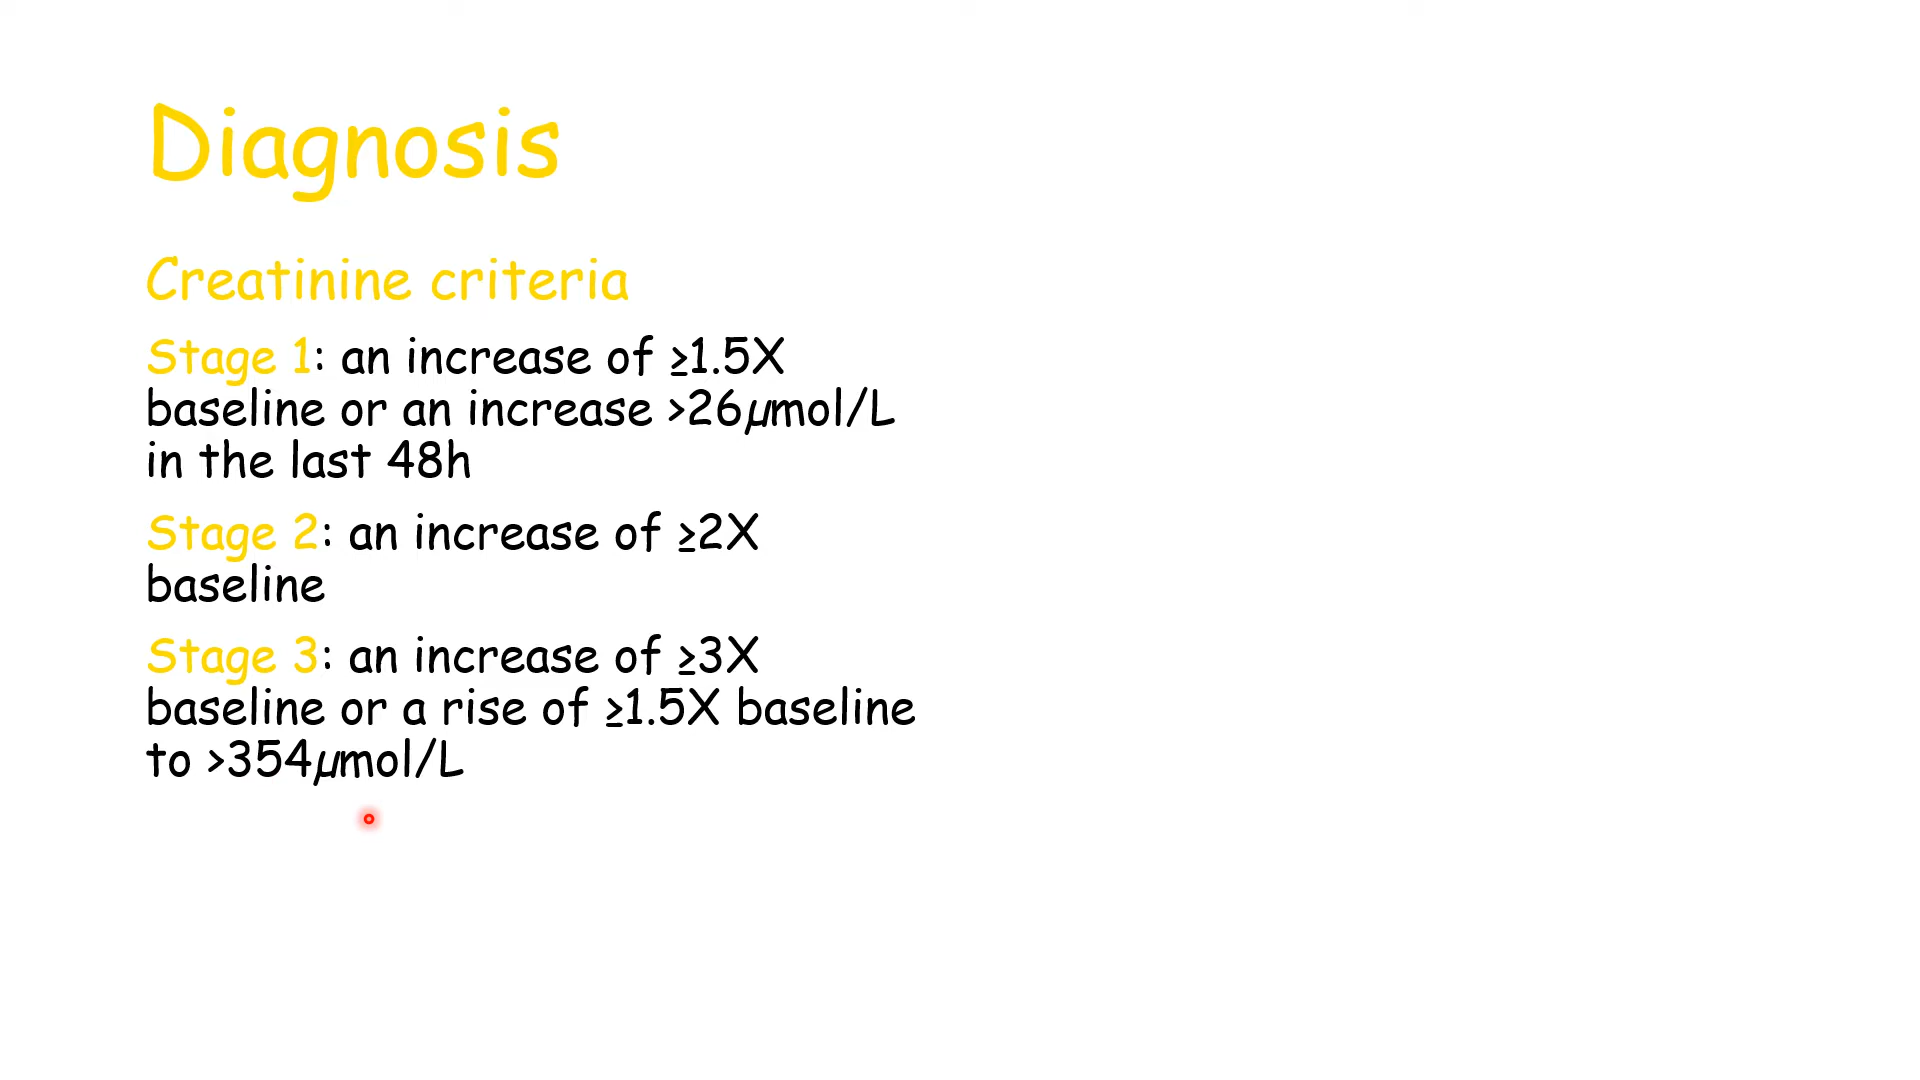 Diagnosis
Creatinine criteria
Stage 1: an increase of ≥1.5X
baseline or an increase >26µmol/L
in the last 48h
Stage 2: an increase of ≥2X
baseline
Stage 3: an increase of ≥3X
baseline or a rise of ≥1.5X baseline
to >354µmol/L